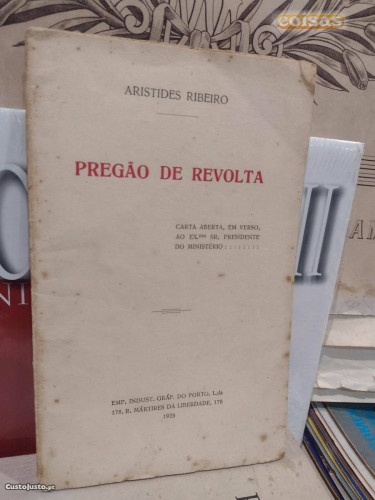 coisas
ARISTIDES RIBEIRO
PREGÃO DE REVOLTA
CARTA ABERTA, EM VERSO,
AO EX.mo SR. PRESIDENTE
DO MINISTÉRIO : : : : : : :
EMP. INDUST. GRÁF. DO PORTO, L.da
178, R. MÁRTIRES DA LIBERDADE, 178
CustoJusto.pt